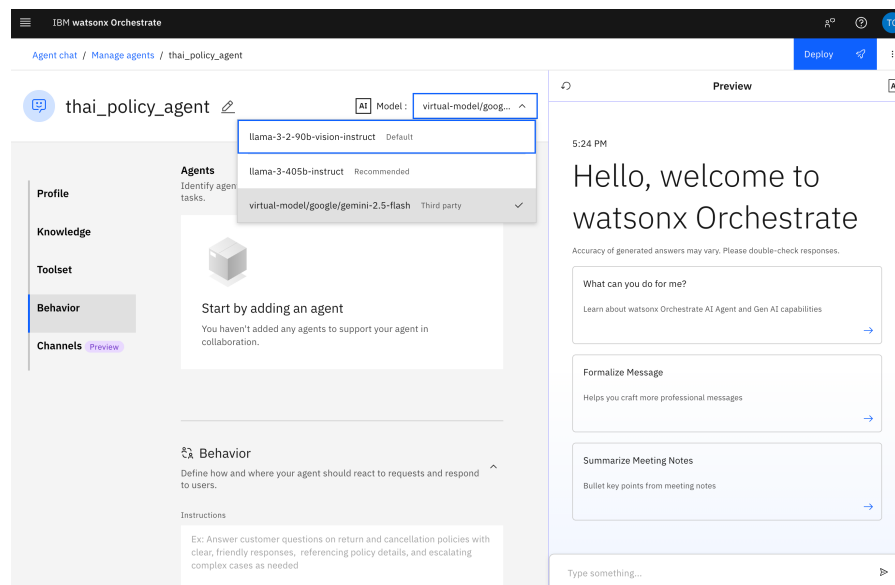 IBM watsonx Orchestrate
Agent chat / Manage agents / thai_policy_agent
Deploy
thai_policy_agent
AI Model :
virtual-model/goog...
llama-3-2-90b-vision-instruct Default
llama-3-405b-instruct Recommended
virtual-model/google/gemini-2.5-flash Third party
Profile
Knowledge
Toolset
Behavior
Channels Preview
Agents
Identify agen
tasks.
Start by adding an agent
You haven't added any agents to support your agent in
collaboration.
Behavior
Define how and where your agent should react to requests and respond
to users.
Instructions
Ex: Answer customer questions on return and cancellation policies with
clear, friendly responses, referencing policy details, and escalating
complex cases as needed
Preview
5:24 PM
Hello, welcome to
watsonx Orchestrate
Accuracy of generated answers may vary. Please double-check responses.
What can you do for me?
Learn about watsonx Orchestrate AI Agent and Gen AI capabilities
Formalize Message
Helps you craft more professional messages
Summarize Meeting Notes
Bullet key points from meeting notes
Type something...